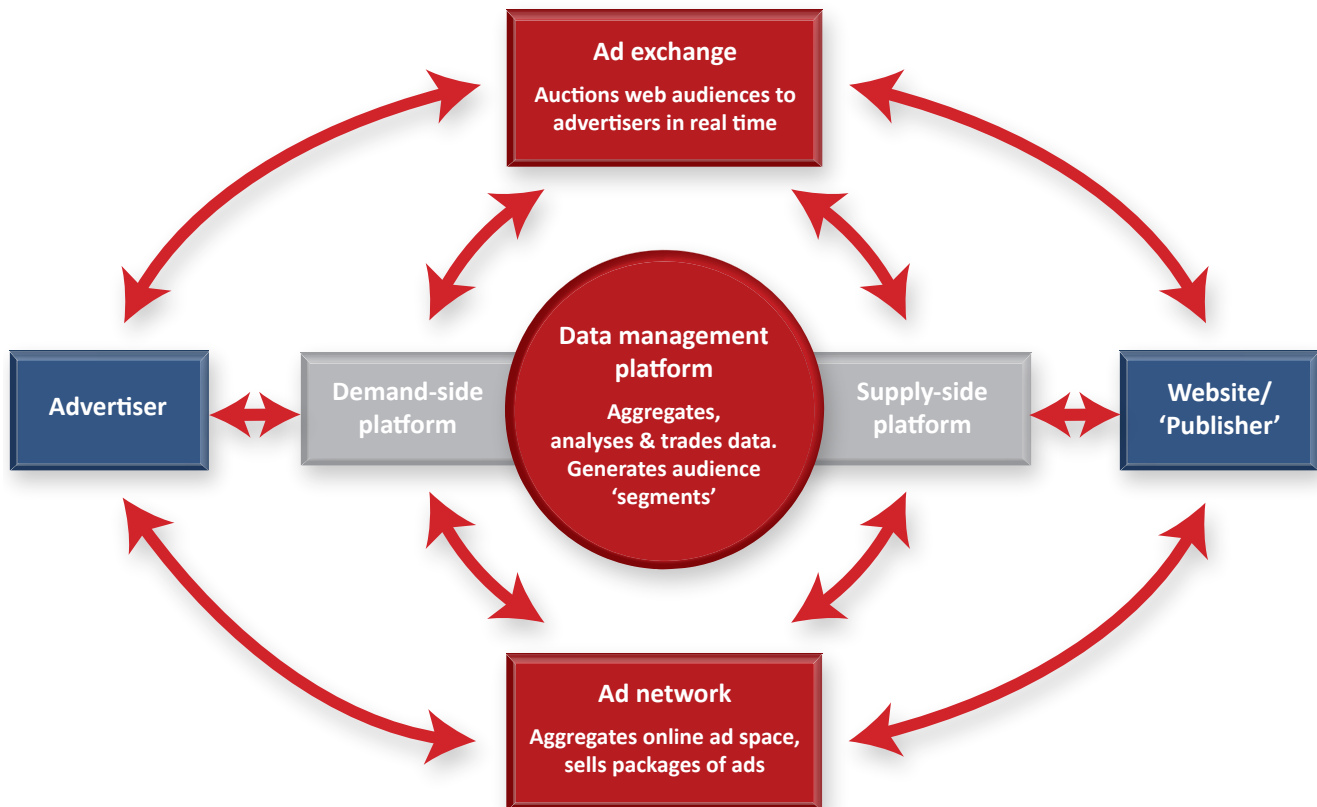 Ad exchange
Auctions web audiences to
advertisers in real time
Advertiser
Demand-side
platform
Data management
platform
Aggregates,
analyses & trades data.
Generates audience
‘segments’
Supply-side
platform
Website/
‘Publisher’
Ad network
Aggregates online ad space,
sells packages of ads